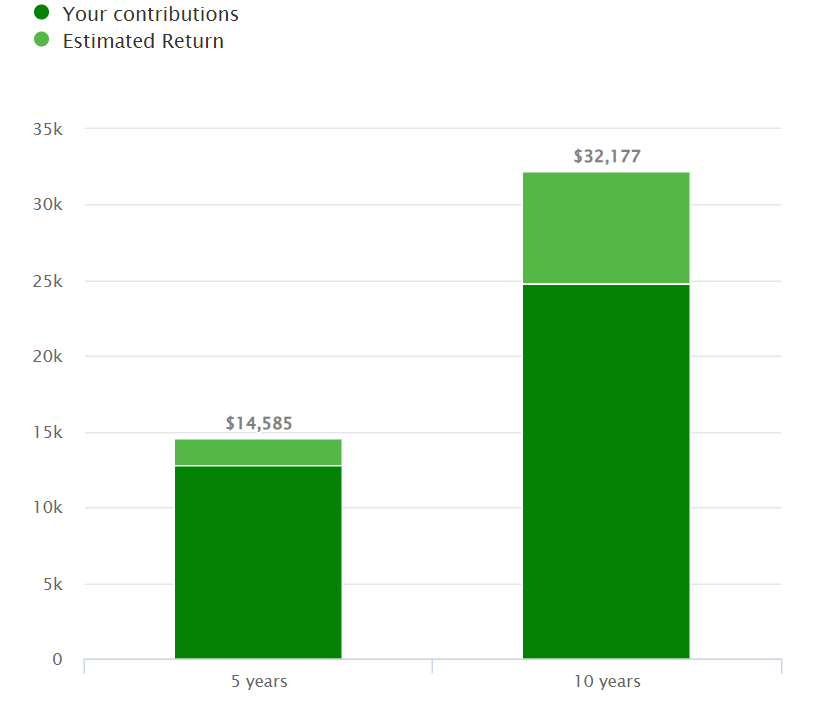 Your contributions
Estimated Return
35k
$32,177
30k
25k
20k
$14,585
15k
10k
5k
0
5 years
10 years